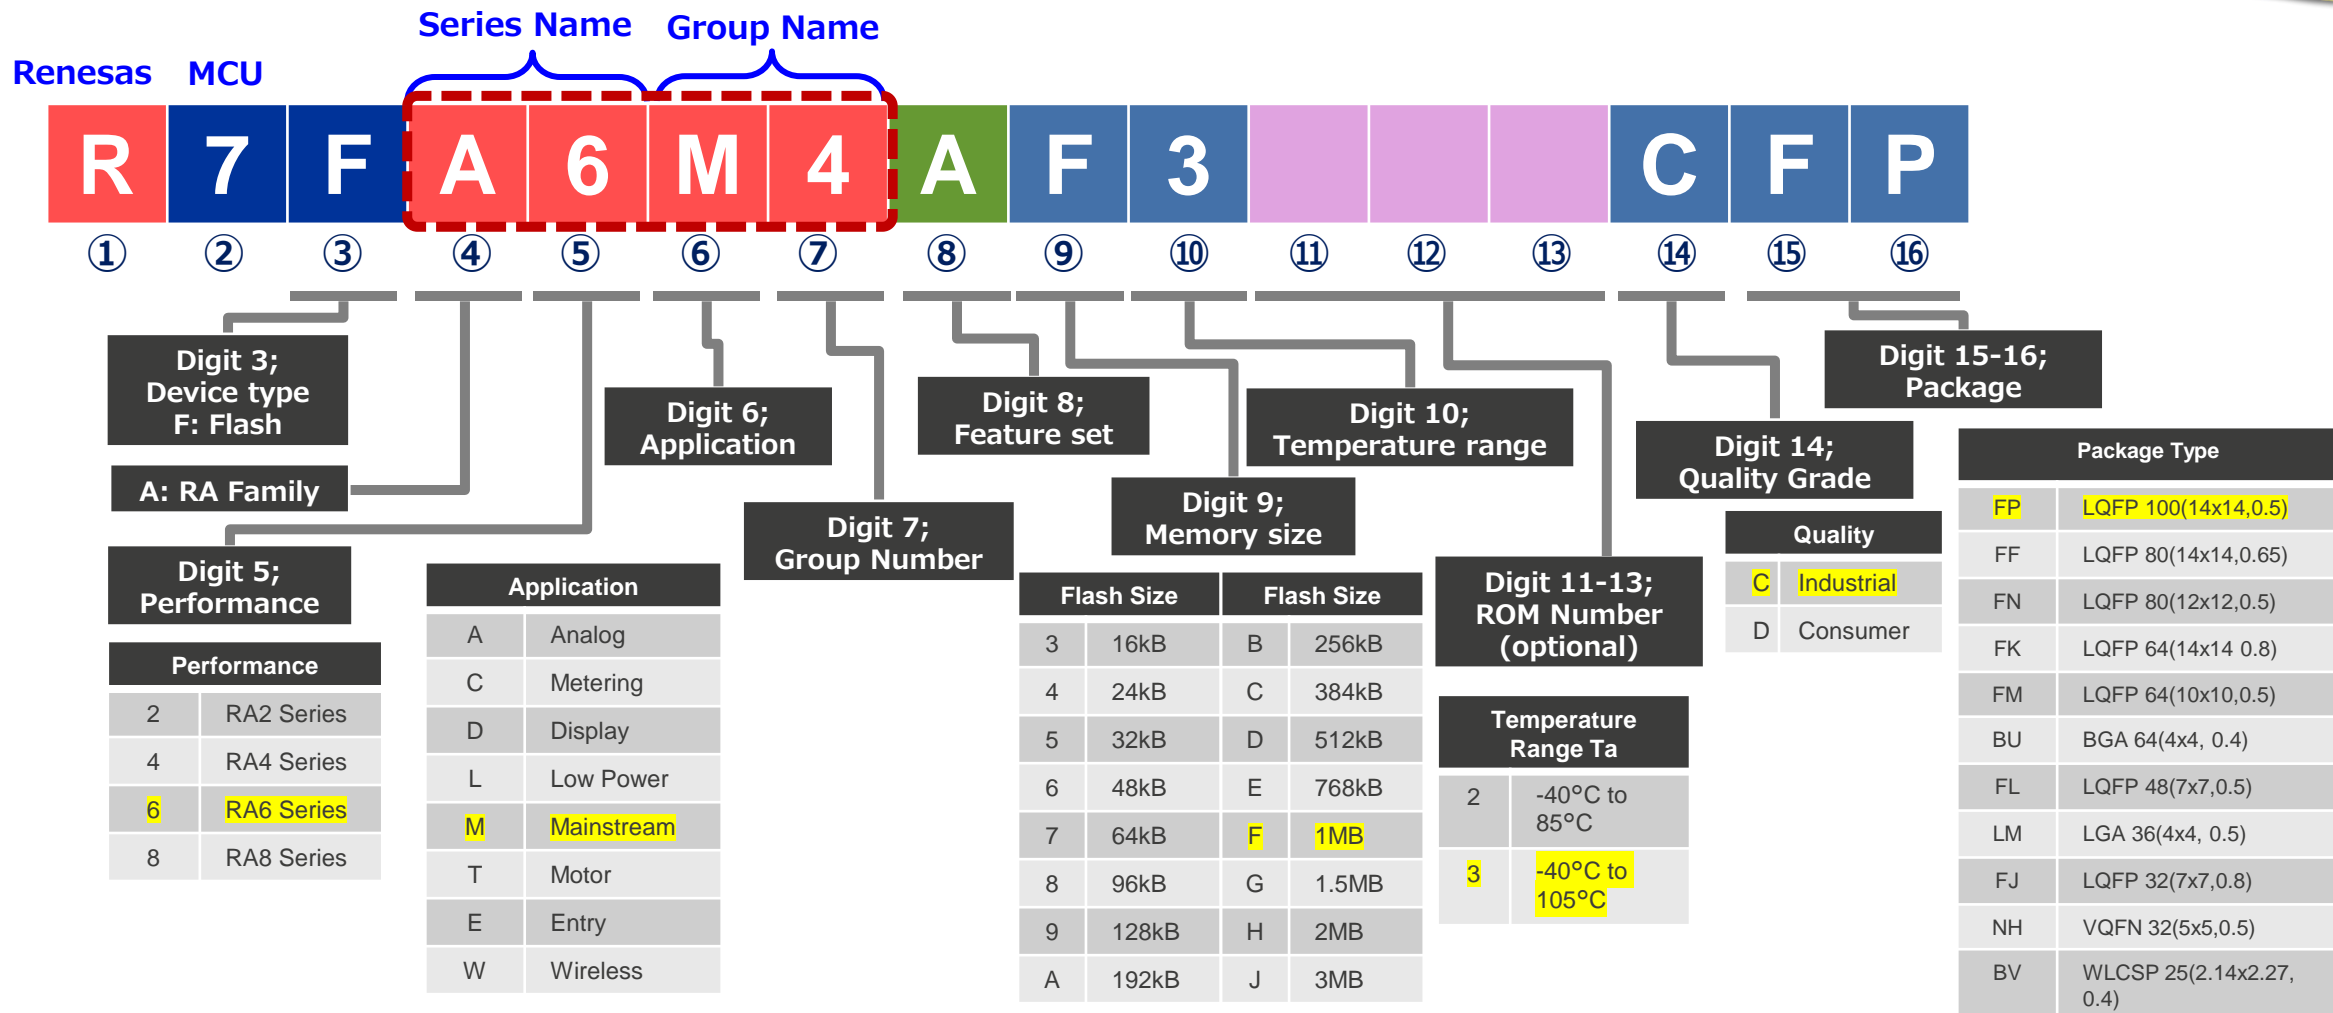 Series Name Group Name
Renesas MCU
R 7 F A 6 M 4 A F 3 C F P
① ② ③ ④ ⑤ ⑥ ⑦ ⑧ ⑨ ⑩ ⑪ ⑫ ⑬ ⑭ ⑮ ⑯
Digit 3;
Device type
F: Flash
A: RA Family
Digit 5;
Performance
Performance
2 RA2 Series
4 RA4 Series
6 RA6 Series
8 RA8 Series
Digit 6;
Application
Application
A Analog
C Metering
D Display
L Low Power
M Mainstream
T Motor
E Entry
W Wireless
Digit 7;
Group Number
Digit 8;
Feature set
Digit 9;
Memory size
Flash Size Flash Size
3 16kB B 256kB
4 24kB C 384kB
5 32kB D 512kB
6 48kB E 768kB
7 64kB F 1MB
8 96kB G 1.5MB
9 128kB H 2MB
A 192kB J 3MB
Digit 10;
Temperature range
Digit 11-13;
ROM Number
(optional)
Temperature
Range Ta
2 -40°C to
85°C
3 -40°C to
105°C
Digit 14;
Quality Grade
Quality
C Industrial
D Consumer
Digit 15-16;
Package
Package Type
FP LQFP 100(14x14,0.5)
FF LQFP 80(14x14,0.65)
FN LQFP 80(12x12,0.5)
FK LQFP 64(14x14 0.8)
FM LQFP 64(10x10,0.5)
BU BGA 64(4x4, 0.4)
FL LQFP 48(7x7,0.5)
LM LGA 36(4x4, 0.5)
FJ LQFP 32(7x7,0.8)
NH VQFN 32(5x5,0.5)
BV WLCSP 25(2.14x2.27,
0.4)